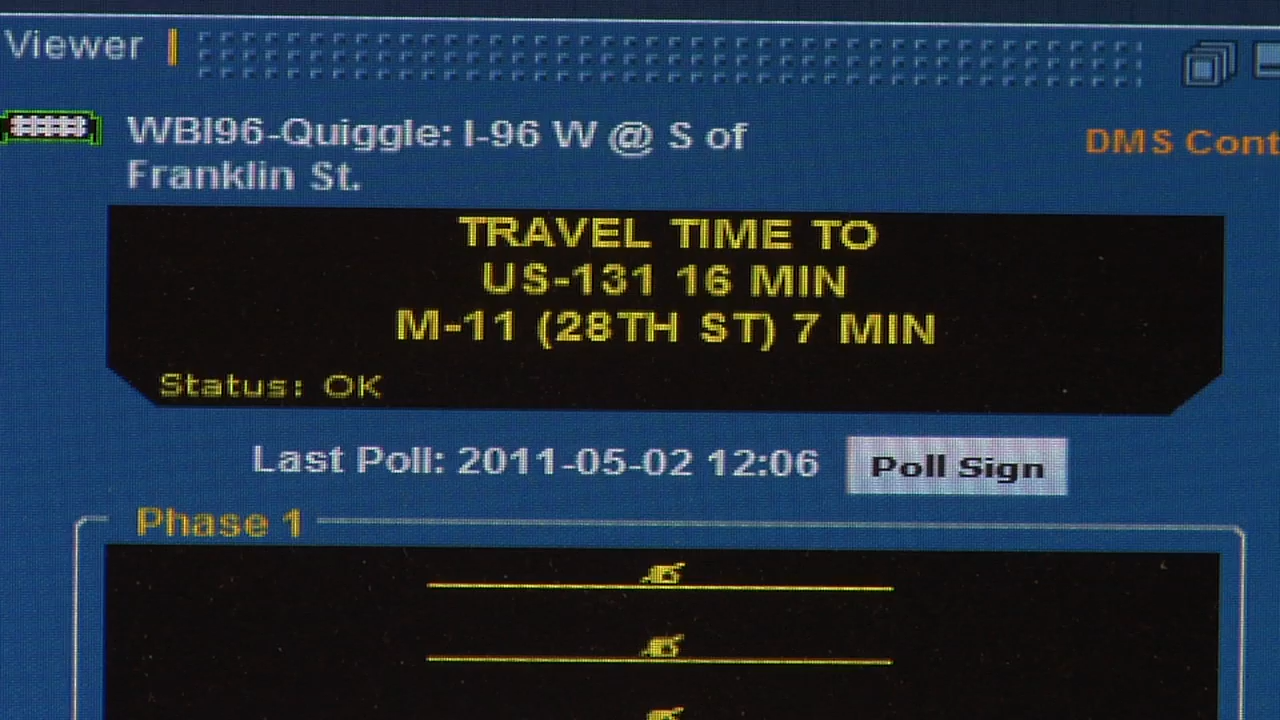 Viewer
WBI96-Quiggle: I-96 W @ S of
Franklin St.
DMS Cont
TRAVEL TIME TO
US-131 16 MIN
M-11 (28TH ST) 7 MIN
Status: OK
Last Poll: 2011-05-02 12:06
Poll Sign
Phase 1